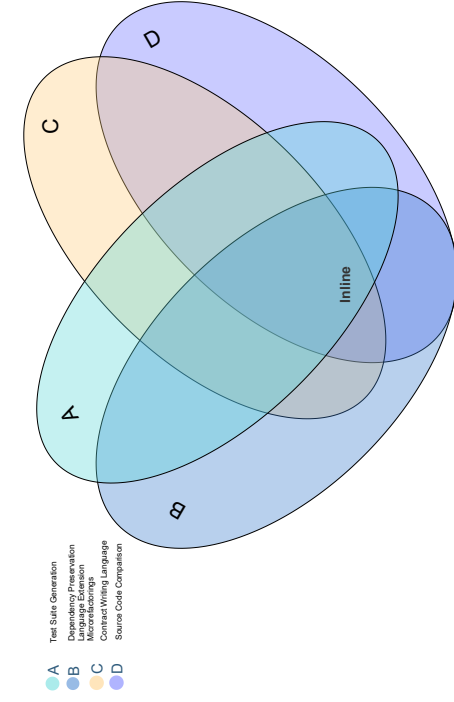 D
C
Inline
A
B
A Test Suite Generation
B Dependency Preservation
Language Extension
Microrefactorings
C Contract Writing Language
D Source Code Comparison